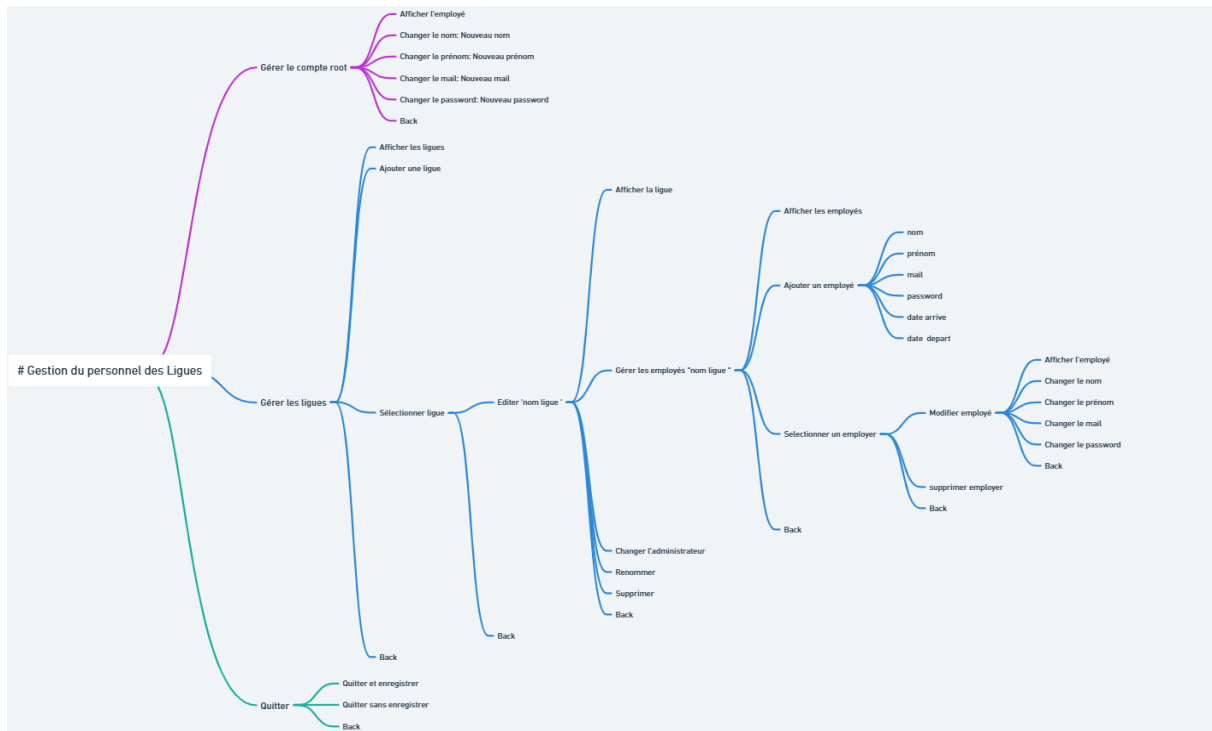 # Gestion du personnel des Ligues
Gérer le compte root
Afficher l'employé
Changer le nom: Nouveau nom
Changer le prénom: Nouveau prénom
Changer le mail: Nouveau mail
Changer le password: Nouveau password
Back
Gérer les ligues
Afficher les ligues
Ajouter une ligue
Sélectionner ligue
Editer 'nom ligue '
Afficher la ligue
Gérer les employés "nom ligue "
Afficher les employés
Ajouter un employé
nom
prénom
mail
password
date arrive
date depart
Selectionner un employer
Modifier employé
Afficher l'employé
Changer le nom
Changer le prénom
Changer le mail
Changer le password
Back
supprimer employer
Back
Back
Changer l'administrateur
Renommer
Supprimer
Back
Back
Back
Quitter
Quitter et enregistrer
Quitter sans enregistrer
Back